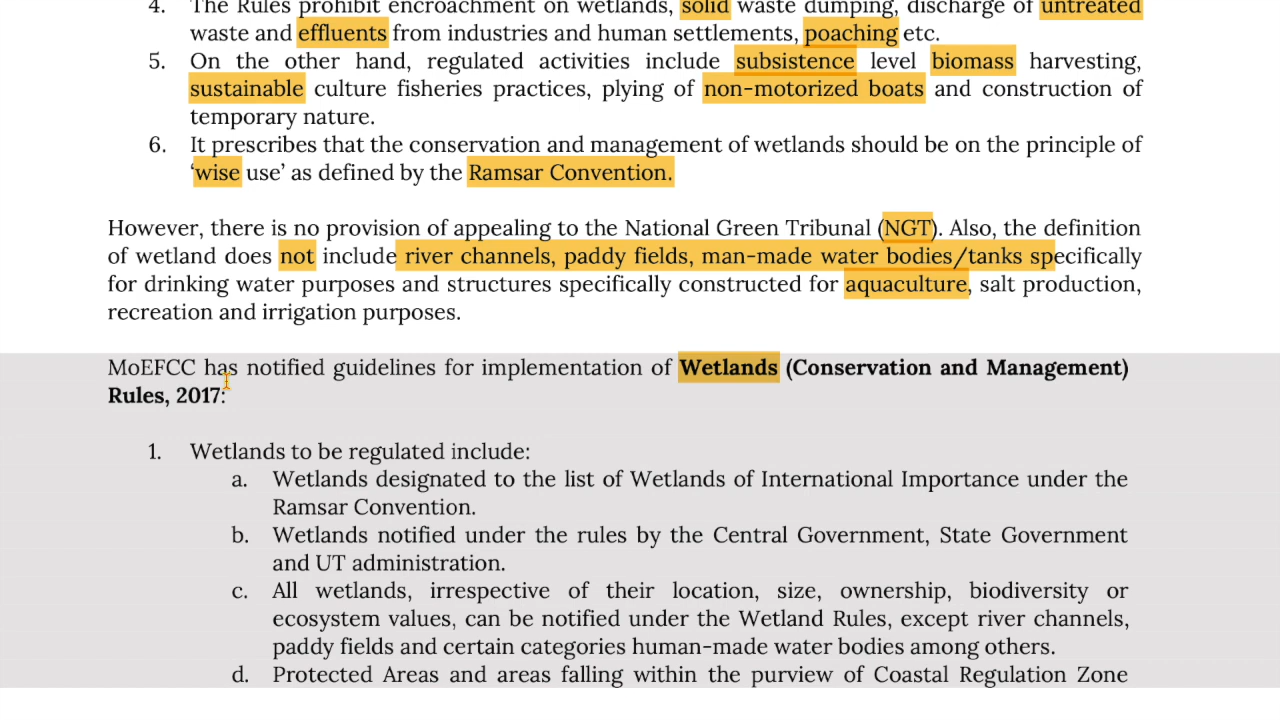 4. The Rules prohibit encroachment on wetlands, solid waste dumping, discharge of untreated
waste and effluents from industries and human settlements, poaching etc.
5. On the other hand, regulated activities include subsistence level biomass harvesting,
sustainable culture fisheries practices, plying of non-motorized boats and construction of
temporary nature.
6. It prescribes that the conservation and management of wetlands should be on the principle of
‘wise use’ as defined by the Ramsar Convention.
However, there is no provision of appealing to the National Green Tribunal (NGT). Also, the definition
of wetland does not include river channels, paddy fields, man-made water bodies/tanks specifically
for drinking water purposes and structures specifically constructed for aquaculture, salt production,
recreation and irrigation purposes.
MoEFCC has notified guidelines for implementation of Wetlands (Conservation and Management)
Rules, 2017:
1. Wetlands to be regulated include:
a. Wetlands designated to the list of Wetlands of International Importance under the
Ramsar Convention.
b. Wetlands notified under the rules by the Central Government, State Government
and UT administration.
c. All wetlands, irrespective of their location, size, ownership, biodiversity or
ecosystem values, can be notified under the Wetland Rules, except river channels,
paddy fields and certain categories human-made water bodies among others.
d. Protected Areas and areas falling within the purview of Coastal Regulation Zone